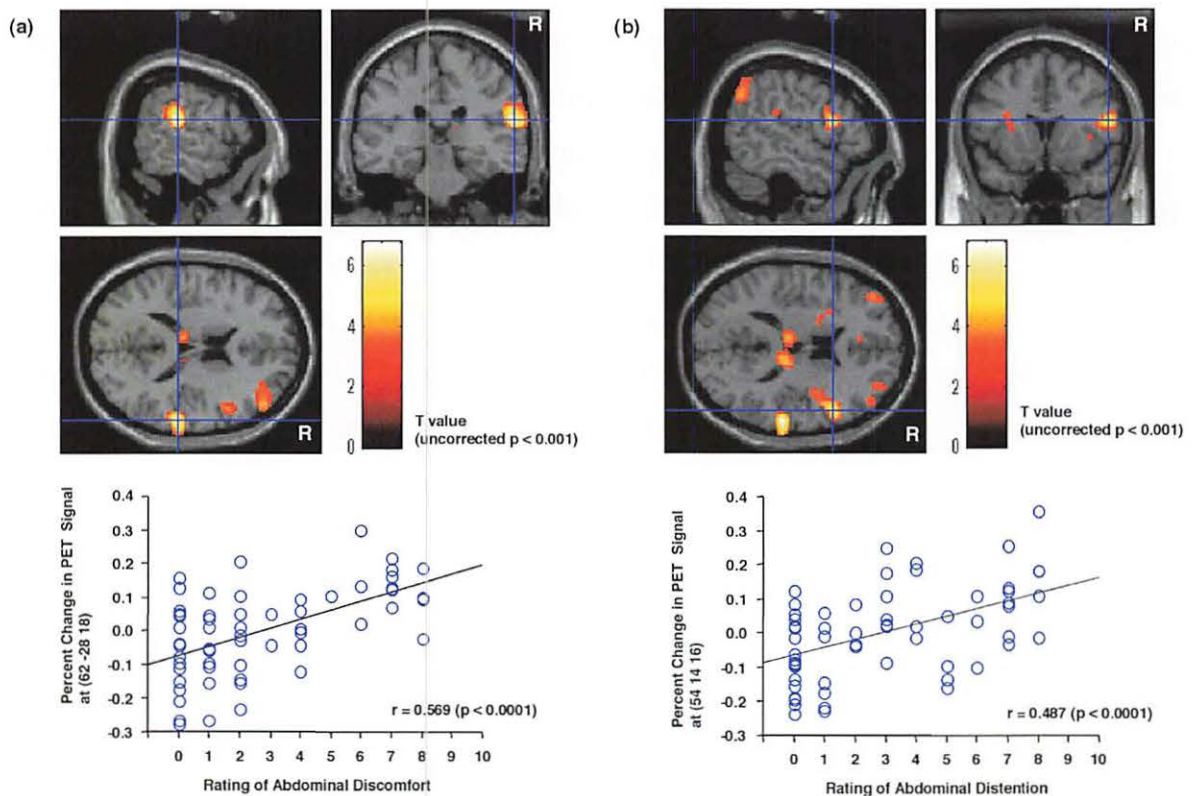 (a)
R
R
6
4
2
0
T value
(uncorrected p < 0.001)
Percent Change in PET Signal
at (62 -28 18)
0.4
0.3
0.2
0.1
0.0
-0.1
-0.2
-0.3
r = 0.569 (p < 0.0001)
0 1 2 3 4 5 6 7 8 9 10
Rating of Abdominal Discomfort
(b)
R
R
6
4
2
0
T value
(uncorrected p < 0.001)
Percent Change in PET Signal
at (54 14 16)
0.4
0.3
0.2
0.1
0.0
-0.1
-0.2
-0.3
r = 0.487 (p < 0.0001)
0 1 2 3 4 5 6 7 8 9 10
Rating of Abdominal Distention